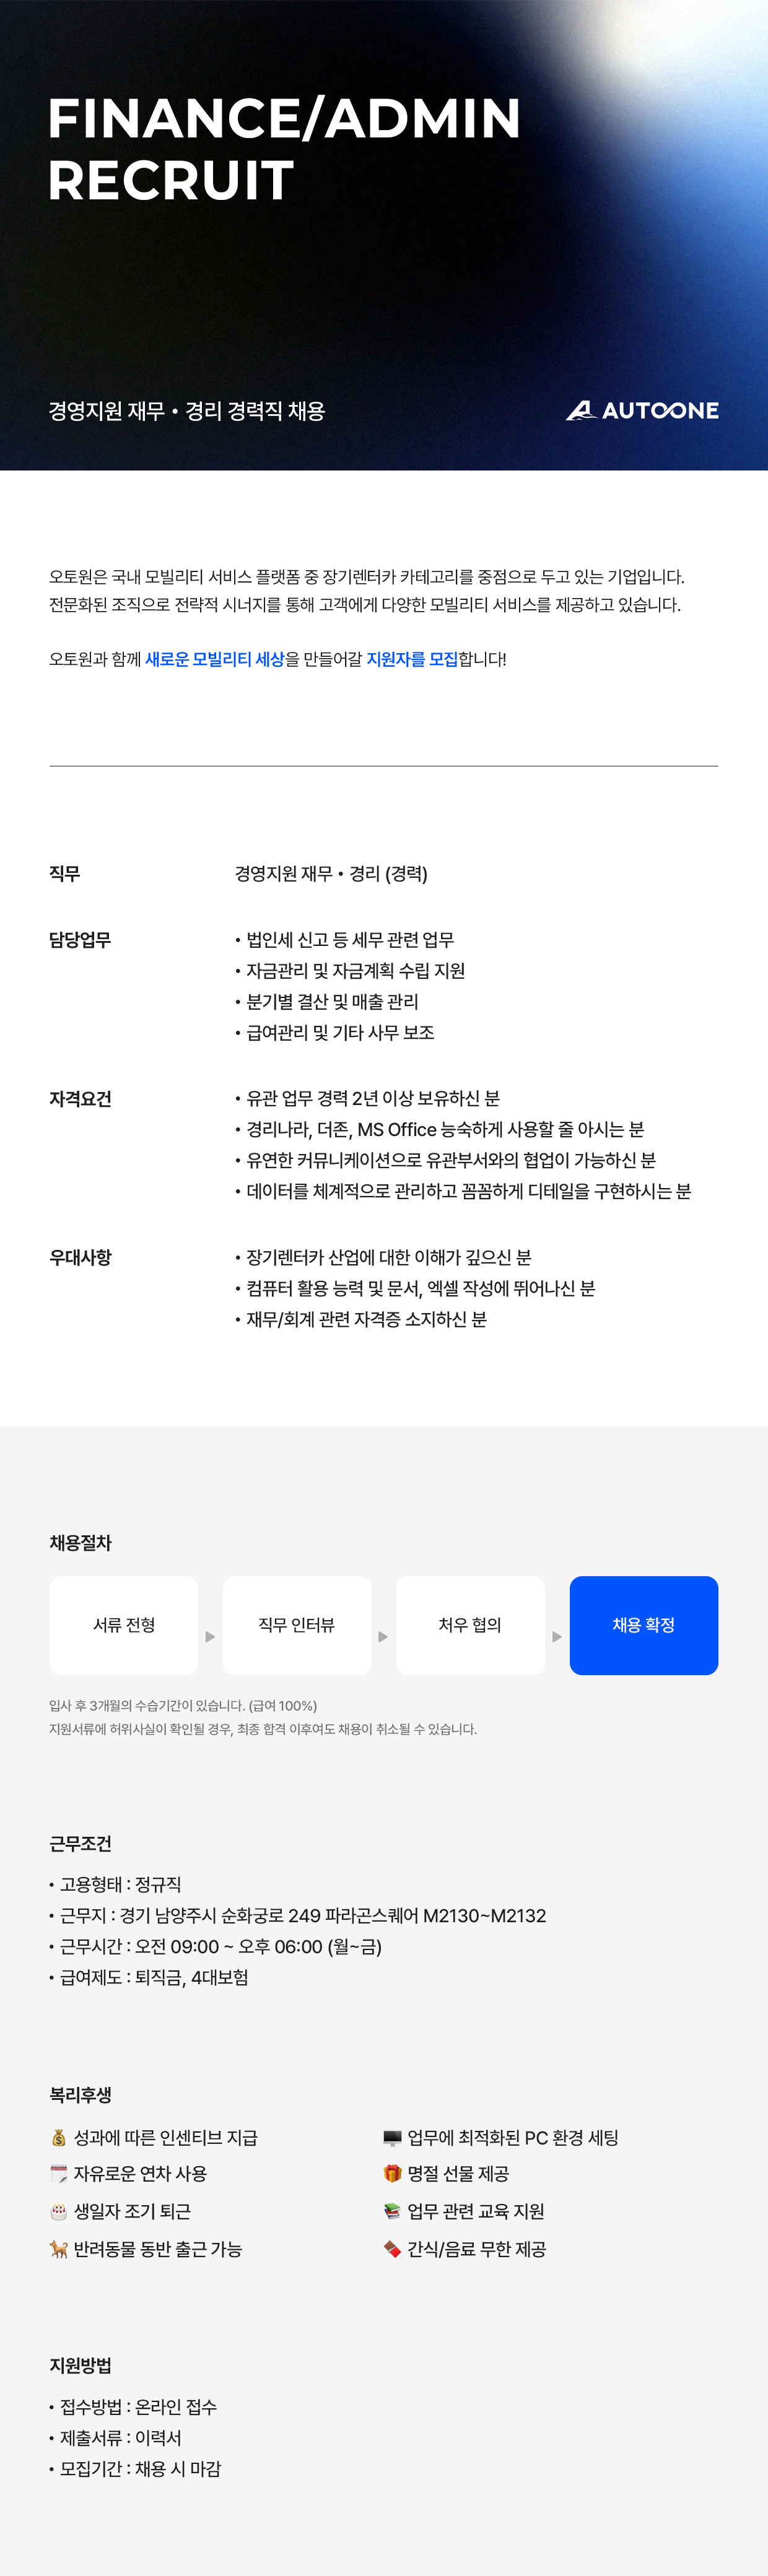 FINANCE/ADMIN
RECRUIT
경영지원 재무 • 경리 경력직 채용
AUTOONE
오토원은 국내 모빌리티 서비스 플랫폼 중 장기렌터카 카테고리를 중점으로 두고 있는 기업입니다.
전문화된 조직으로 전략적 시너지를 통해 고객에게 다양한 모빌리티 서비스를 제공하고 있습니다.
오토원과 함께 새로운 모빌리티 세상을 만들어갈 지원자를 모집합니다!
직무
경영지원 재무 • 경리 (경력)
담당업무
• 법인세 신고 등 세무 관련 업무
• 자금관리 및 자금계획 수립 지원
• 분기별 결산 및 매출 관리
• 급여관리 및 기타 사무 보조
자격요건
• 유관 업무 경력 2년 이상 보유하신 분
• 경리나라, 더존, MS Office 능숙하게 사용할 줄 아시는 분
• 유연한 커뮤니케이션으로 유관부서와의 협업이 가능하신 분
• 데이터를 체계적으로 관리하고 꼼꼼하게 디테일을 구현하시는 분
우대사항
• 장기렌터카 산업에 대한 이해가 깊으신 분
• 컴퓨터 활용 능력 및 문서, 엑셀 작성에 뛰어나신 분
• 재무/회계 관련 자격증 소지하신 분
채용절차
서류 전형
직무 인터뷰
처우 협의
채용 확정
입사 후 3개월의 수습기간이 있습니다. (급여 100%)
지원서류에 허위사실이 확인될 경우, 최종 합격 이후여도 채용이 취소될 수 있습니다.
근무조건
• 고용형태 : 정규직
• 근무지 : 경기 남양주시 순화궁로 249 파라곤스퀘어 M2130~M2132
• 근무시간 : 오전 09:00 ~ 오후 06:00 (월~금)
• 급여제도 : 퇴직금, 4대보험
복리후생
성과에 따른 인센티브 지급
업무에 최적화된 PC 환경 세팅
자유로운 연차 사용
명절 선물 제공
생일자 조기 퇴근
업무 관련 교육 지원
반려동물 동반 출근 가능
간식/음료 무한 제공
지원방법
• 접수방법 : 온라인 접수
• 제출서류 : 이력서
• 모집기간 : 채용 시 마감